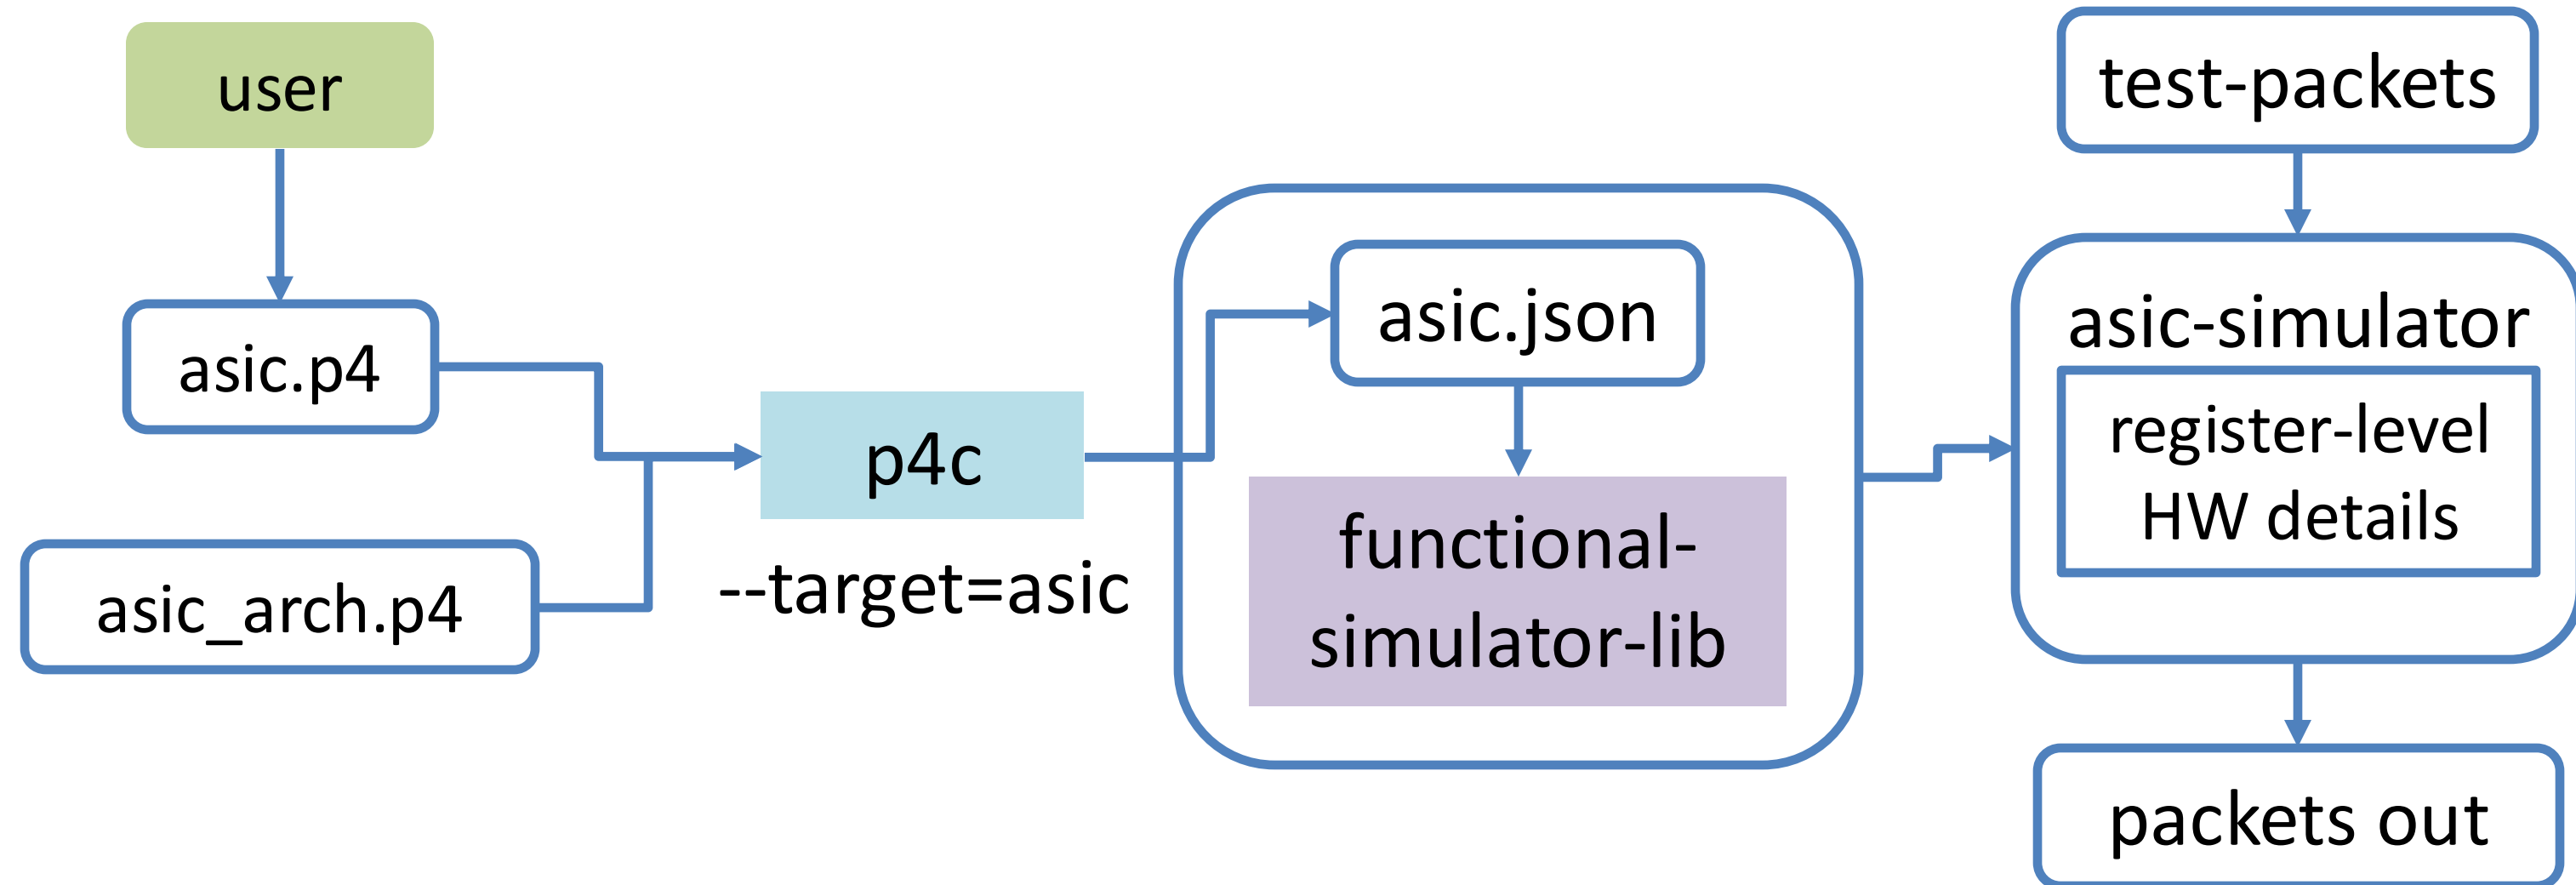 user
asic.p4
asic_arch.p4
p4c
--target=asic
asic.json
functional-
simulator-lib
test-packets
asic-simulator
register-level
HW details
packets out